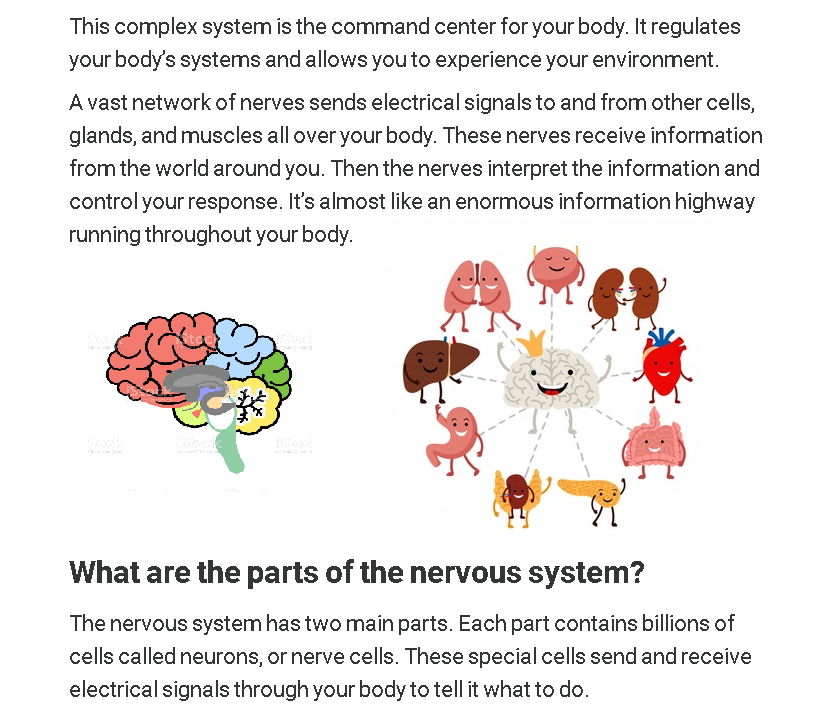 This complex system is the command center for your body. It regulates
your body’s systems and allows you to experience your environment.
A vast network of nerves sends electrical signals to and from other cells,
glands, and muscles all over your body. These nerves receive information
from the world around you. Then the nerves interpret the information and
control your response. It’s almost like an enormous information highway
running throughout your body.
What are the parts of the nervous system?
The nervous system has two main parts. Each part contains billions of
cells called neurons, or nerve cells. These special cells send and receive
electrical signals through your body to tell it what to do.